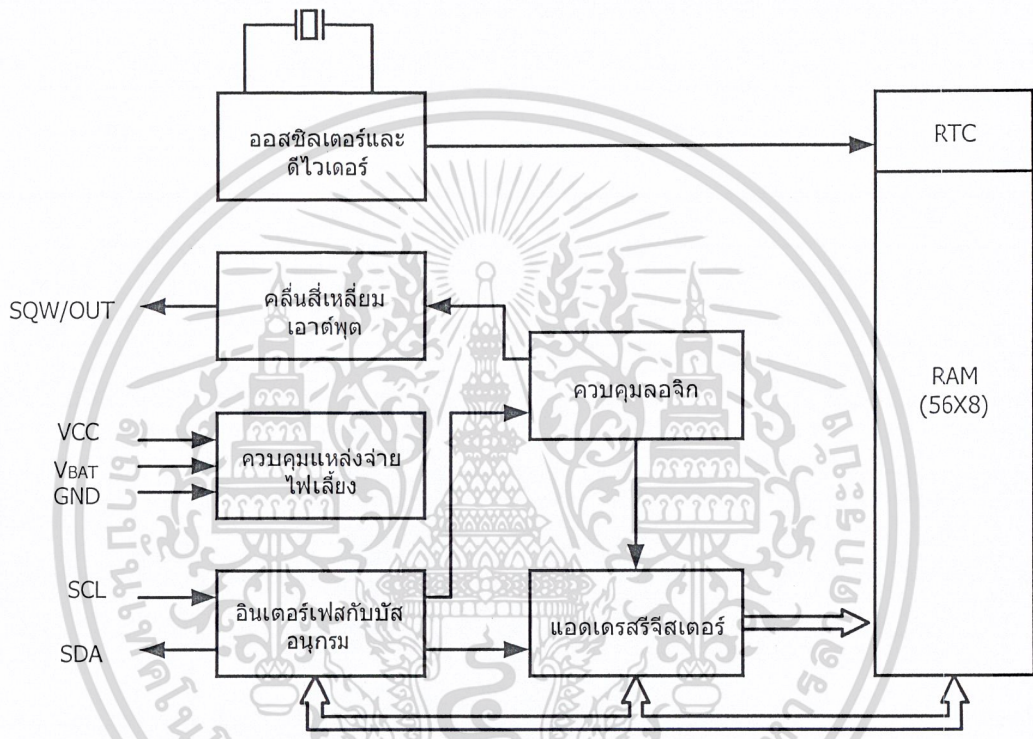 ออสซิลเตอร์และ
ดีไวเดอร์
RTC
SQW/OUT
คลื่นสี่เหลี่ยม
เอาต์พุต
ควบคุมลอจิก
RAM
(56X8)
VCC
VBAT
GND
ควบคุมแหล่งจ่าย
ไฟเลี้ยง
SCL
SDA
อินเตอร์เฟสกับบัส
อนุกรม
แอดเดรสรีจีสเตอร์